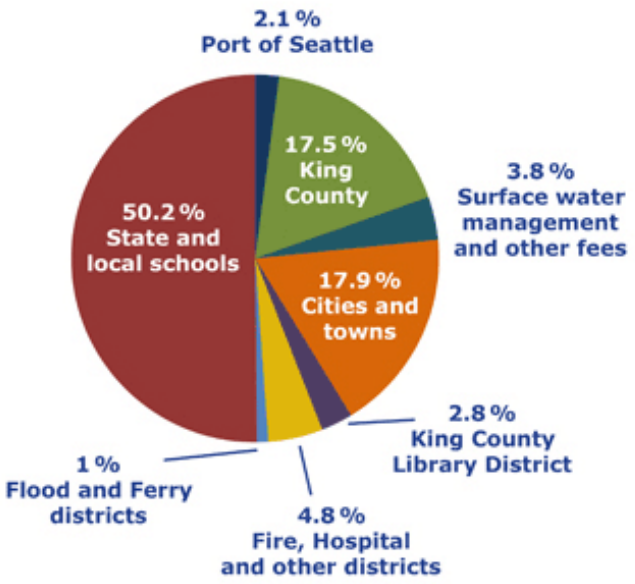 2.1 %
Port of Seattle
17.5 %
King
County
3.8 %
Surface water
management
and other fees
50.2 %
State and
local schools
17.9 %
Cities and
towns
2.8 %
King County
Library District
1 %
Flood and Ferry
districts
4.8 %
Fire, Hospital
and other districts